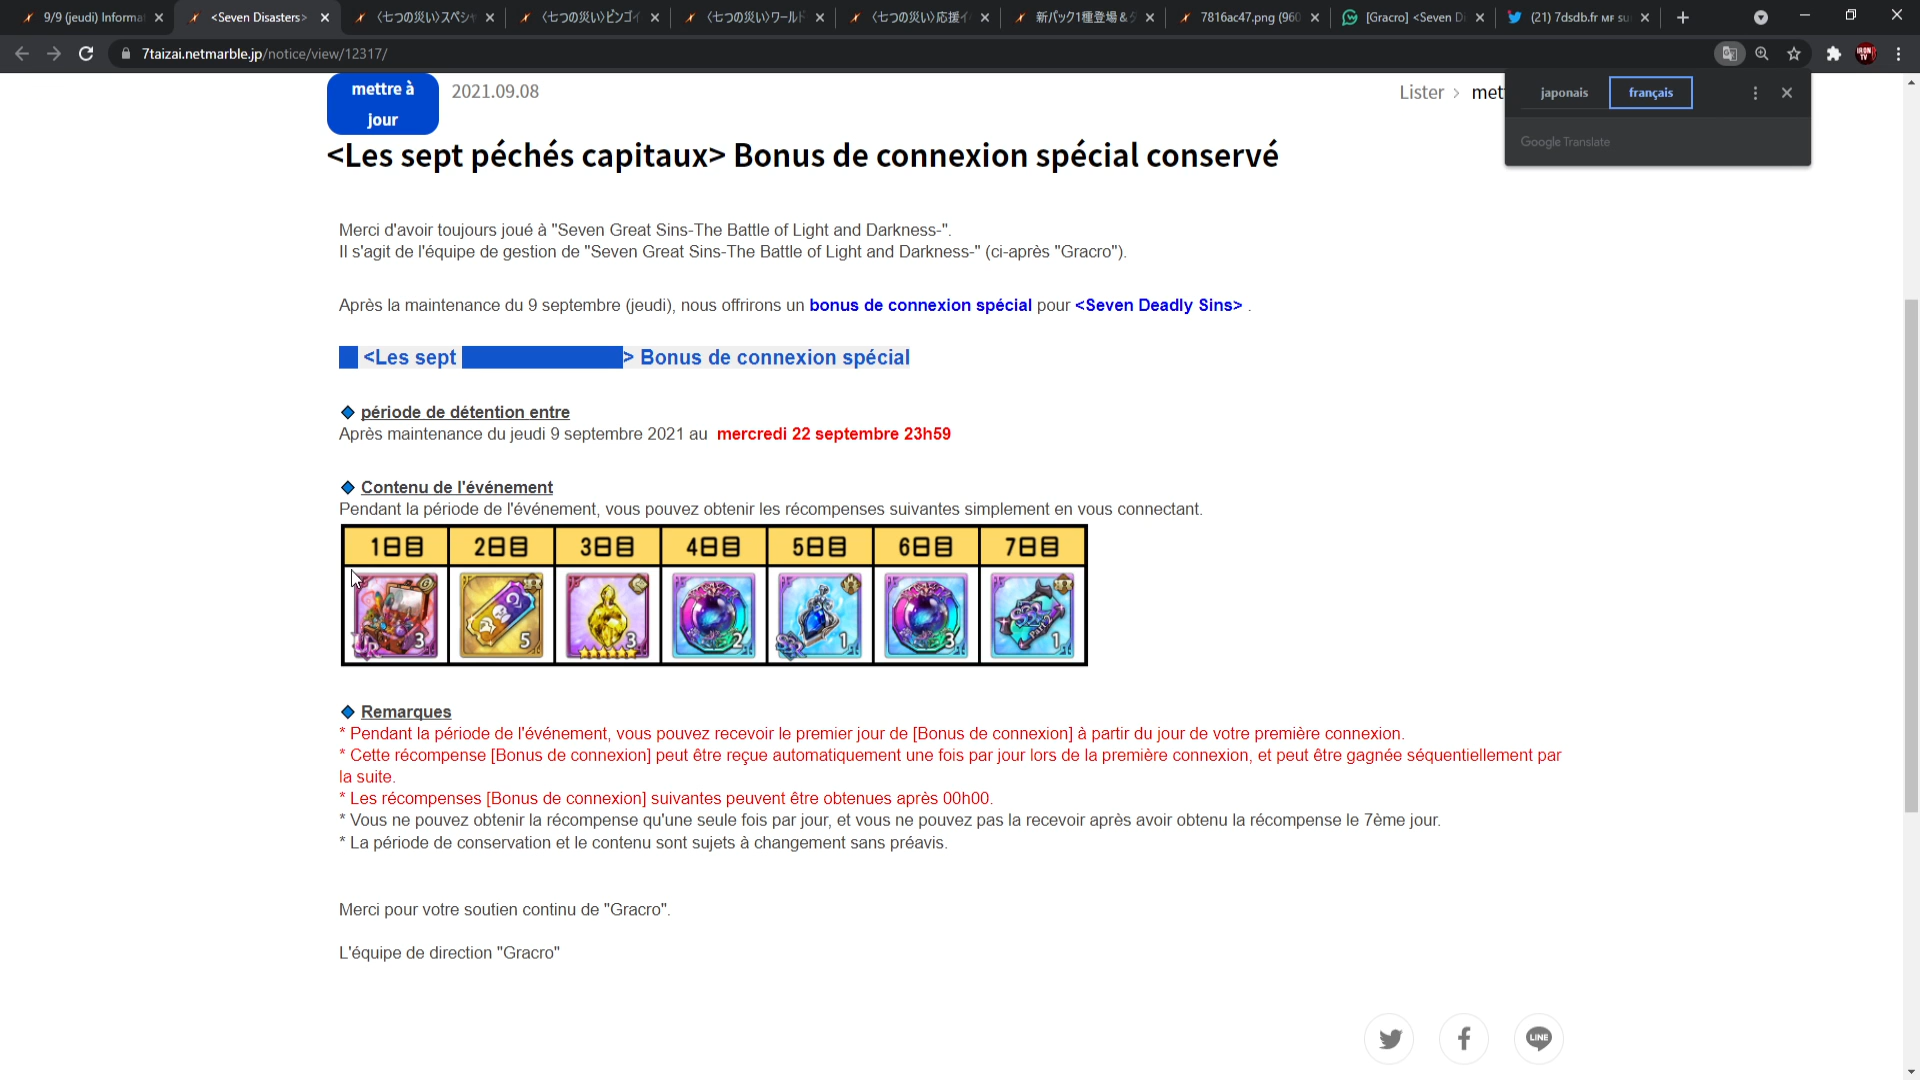 9/9 (jeudi) Informa
<Seven Disasters>
〈七つの災い〉スペシ
〈七つの災い〉ビンゴイ
〈七つの災い〉ワールド
〈七つの災い〉応援イ
新パック1種登場＆
7816ac47.png (960
[Gracro] <Seven D
(21) 7dsdb.fr MF su
7taizai.netmarble.jp/notice/view/12317/
IRON TV
japonais
français
Google Translate
mettre à
jour
2021.09.08
Lister > met
<Les sept péchés capitaux> Bonus de connexion spécial conservé
Merci d'avoir toujours joué à "Seven Great Sins-The Battle of Light and Darkness-".
Il s'agit de l'équipe de gestion de "Seven Great Sins-The Battle of Light and Darkness-" (ci-après "Gracro").
Après la maintenance du 9 septembre (jeudi), nous offrirons un bonus de connexion spécial pour <Seven Deadly Sins> .
<Les sept > Bonus de connexion spécial
période de détention entre
Après maintenance du jeudi 9 septembre 2021 au mercredi 22 septembre 23h59
Contenu de l'événement
Pendant la période de l'événement, vous pouvez obtenir les récompenses suivantes simplement en vous connectant.
1日目 2日目 3日目 4日目 5日目 6日目 7日目
UR 3 5 3 2 SSR 1 3 SSR 1
Remarques
* Pendant la période de l'événement, vous pouvez recevoir le premier jour de [Bonus de connexion] à partir du jour de votre première connexion.
* Cette récompense [Bonus de connexion] peut être reçue automatiquement une fois par jour lors de la première connexion, et peut être gagnée séquentiellement par
la suite.
* Les récompenses [Bonus de connexion] suivantes peuvent être obtenues après 00h00.
* Vous ne pouvez obtenir la récompense qu'une seule fois par jour, et vous ne pouvez pas la recevoir après avoir obtenu la récompense le 7ème jour.
* La période de conservation et le contenu sont sujets à changement sans préavis.
Merci pour votre soutien continu de "Gracro".
L'équipe de direction "Gracro"
LINE